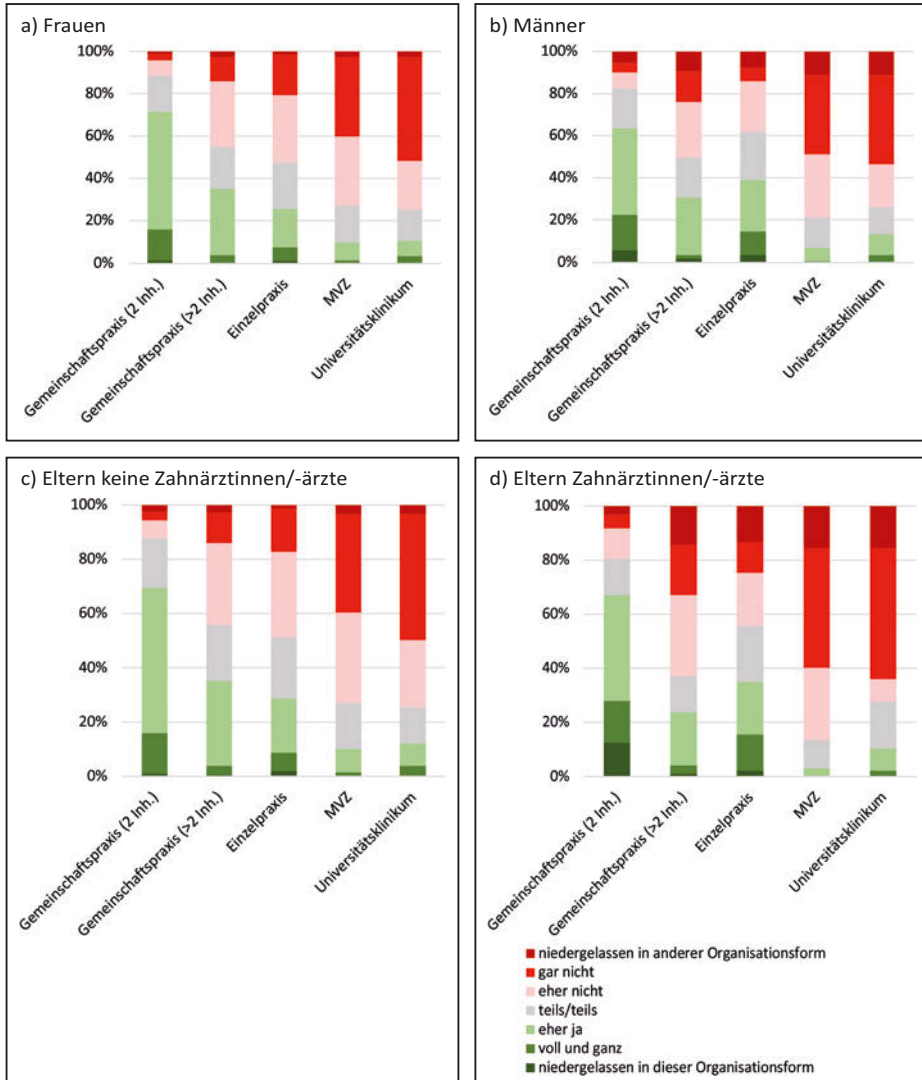 a) Frauen
100%
80%
60%
40%
20%
0%
Gemeinschaftspraxis (2 Inh.)
Gemeinschaftspraxis (>2 Inh.)
Einzelpraxis
MVZ
Universitätsklinikum
b) Männer
100%
80%
60%
40%
20%
0%
Gemeinschaftspraxis (2 Inh.)
Gemeinschaftspraxis (>2 Inh.)
Einzelpraxis
MVZ
Universitätsklinikum
c) Eltern keine Zahnärztinnen/-ärzte
100%
80%
60%
40%
20%
0%
Gemeinschaftspraxis (2 Inh.)
Gemeinschaftspraxis (>2 Inh.)
Einzelpraxis
MVZ
Universitätsklinikum
d) Eltern Zahnärztinnen/-ärzte
100%
80%
60%
40%
20%
0%
Gemeinschaftspraxis (2 Inh.)
Gemeinschaftspraxis (>2 Inh.)
Einzelpraxis
MVZ
Universitätsklinikum
niedergelassen in anderer Organisationsform
gar nicht
eher nicht
teils/teils
eher ja
voll und ganz
niedergelassen in dieser Organisationsform